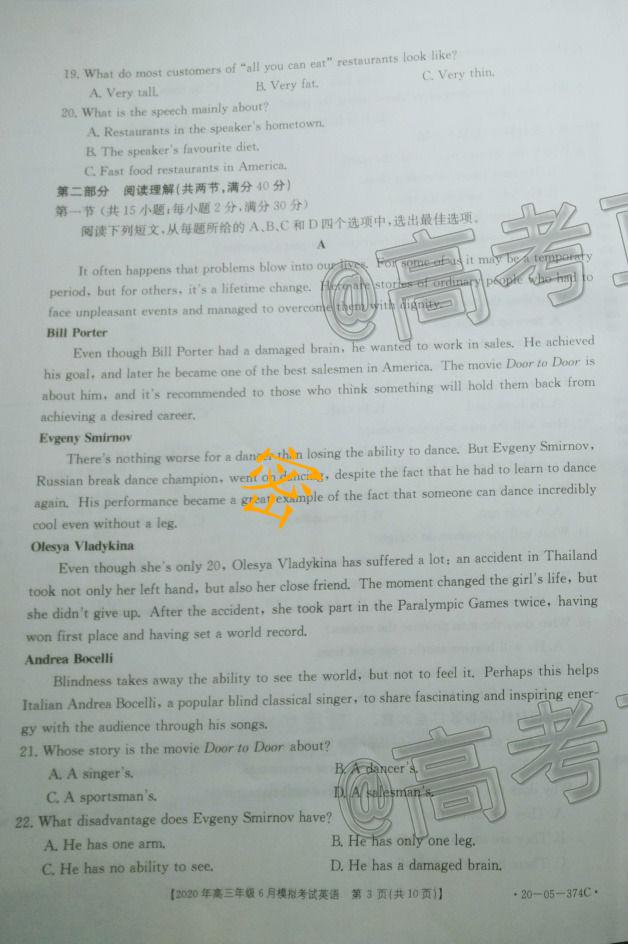 19. What do most customers of “all you can eat” restaurants look like?
A. Very tall. B. Very fat. C. Very thin.
20. What is the speech mainly about?
A. Restaurants in the speaker's hometown.
B. The speaker's favourite diet.
C. Fast food restaurants in America.
第二部分 阅读理解(共两节,满分 40 分)
第一节 (共 15 小题;每小题 2 分,满分 30 分)
阅读下列短文,从每题所给的 A、B、C 和 D 四个选项中,选出最佳选项。
A
It often happens that problems blow into our lives. For some of us it may be a temporary
period, but for others, it's a lifetime change. Here are stories of ordinary people who had to
face unpleasant events and managed to overcome them with dignity.
Bill Porter
Even though Bill Porter had a damaged brain, he wanted to work in sales. He achieved
his goal, and later he became one of the best salesmen in America. The movie Door to Door is
about him, and it's recommended to those who think something will hold them back from
achieving a desired career.
Evgeny Smirnov
There's nothing worse for a dancer than losing the ability to dance. But Evgeny Smirnov,
Russian break dance champion, went on dancing, despite the fact that he had to learn to dance
again. His performance became a great example of the fact that someone can dance incredibly
cool even without a leg.
Olesya Vladykina
Even though she's only 20, Olesya Vladykina has suffered a lot: an accident in Thailand
took not only her left hand, but also her close friend. The moment changed the girl's life, but
she didn't give up. After the accident, she took part in the Paralympic Games twice, having
won first place and having set a world record.
Andrea Bocelli
Blindness takes away the ability to see the world, but not to feel it. Perhaps this helps
Italian Andrea Bocelli, a popular blind classical singer, to share fascinating and inspiring ener-
gy with the audience through his songs.
21. Whose story is the movie Door to Door about?
A. A singer's. B. A dancer's.
C. A sportsman's. D. A salesman's.
22. What disadvantage does Evgeny Smirnov have?
A. He has one arm. B. He has only one leg.
C. He has no ability to see. D. He has a damaged brain.
【2020 年高三年级 6 月模拟考试英语 第 3 页(共 10 页)】 ·20-05-374C·
@高考
密
@高考